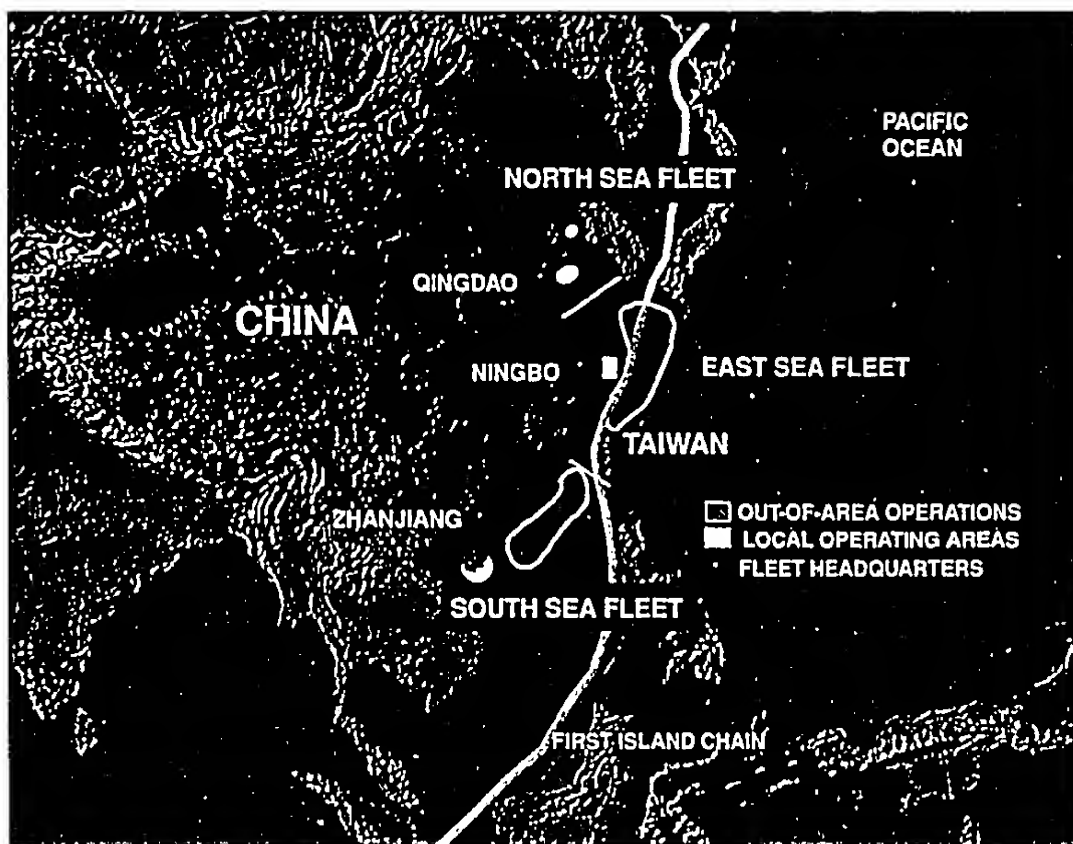 PACIFIC
OCEAN
NORTH SEA FLEET
QINGDAO
CHINA
NINGBO
EAST SEA FLEET
TAIWAN
ZHANJIANG
OUT-OF-AREA OPERATIONS
LOCAL OPERATING AREAS
FLEET HEADQUARTERS
SOUTH SEA FLEET
FIRST ISLAND CHAIN